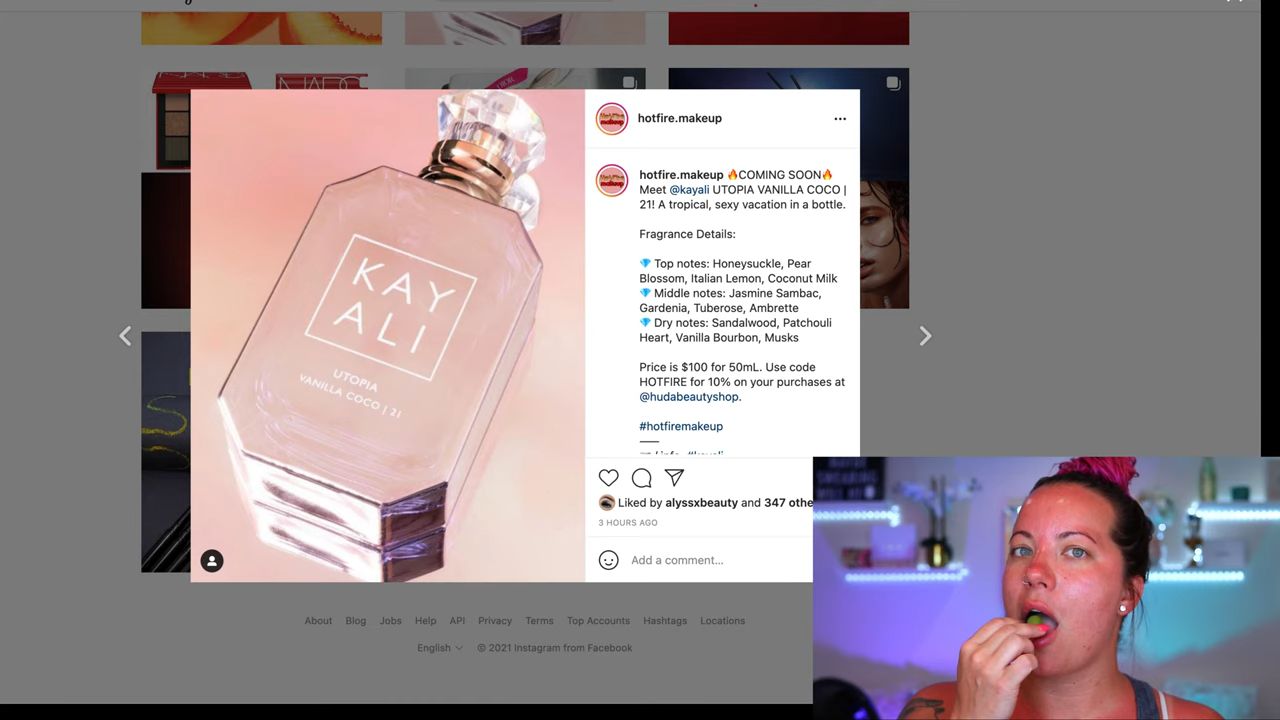 NARS
hotfire.makeup
hotfire.makeup 🔥COMING SOON🔥
Meet @kayali UTOPIA VANILLA COCO |
21! A tropical, sexy vacation in a bottle.
Fragrance Details:
💎 Top notes: Honeysuckle, Pear
Blossom, Italian Lemon, Coconut Milk
💎 Middle notes: Jasmine Sambac,
Gardenia, Tuberose, Ambrette
💎 Dry notes: Sandalwood, Patchouli
Heart, Vanilla Bourbon, Musks
Price is $100 for 50mL. Use code
HOTFIRE for 10% on your purchases at
@hudabeautyshop.
#hotfiremakeup
KAY
ALI
UTOPIA
VANILLA COCO | 21
Liked by alyssxbeauty and 347 othe
3 HOURS AGO
Add a comment...
About Blog Jobs Help API Privacy Terms Top Accounts Hashtags Locations
English © 2021 Instagram from Facebook